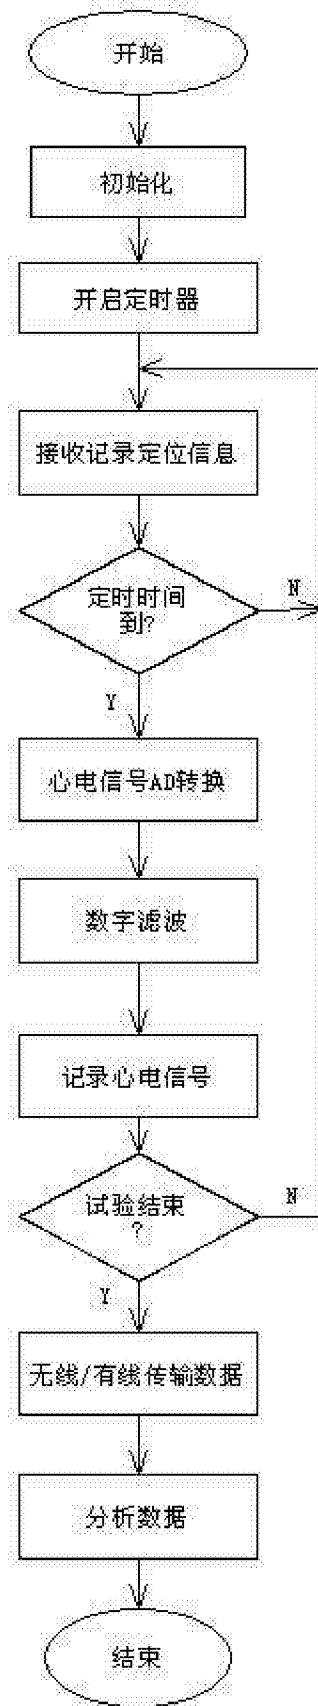 开始
初始化
开启定时器
接收记录定位信息
定时时间
到?
N
Y
心电信号AD转换
数字滤波
记录心电信号
试验结束
?
N
Y
无线/有线传输数据
分析数据
结束